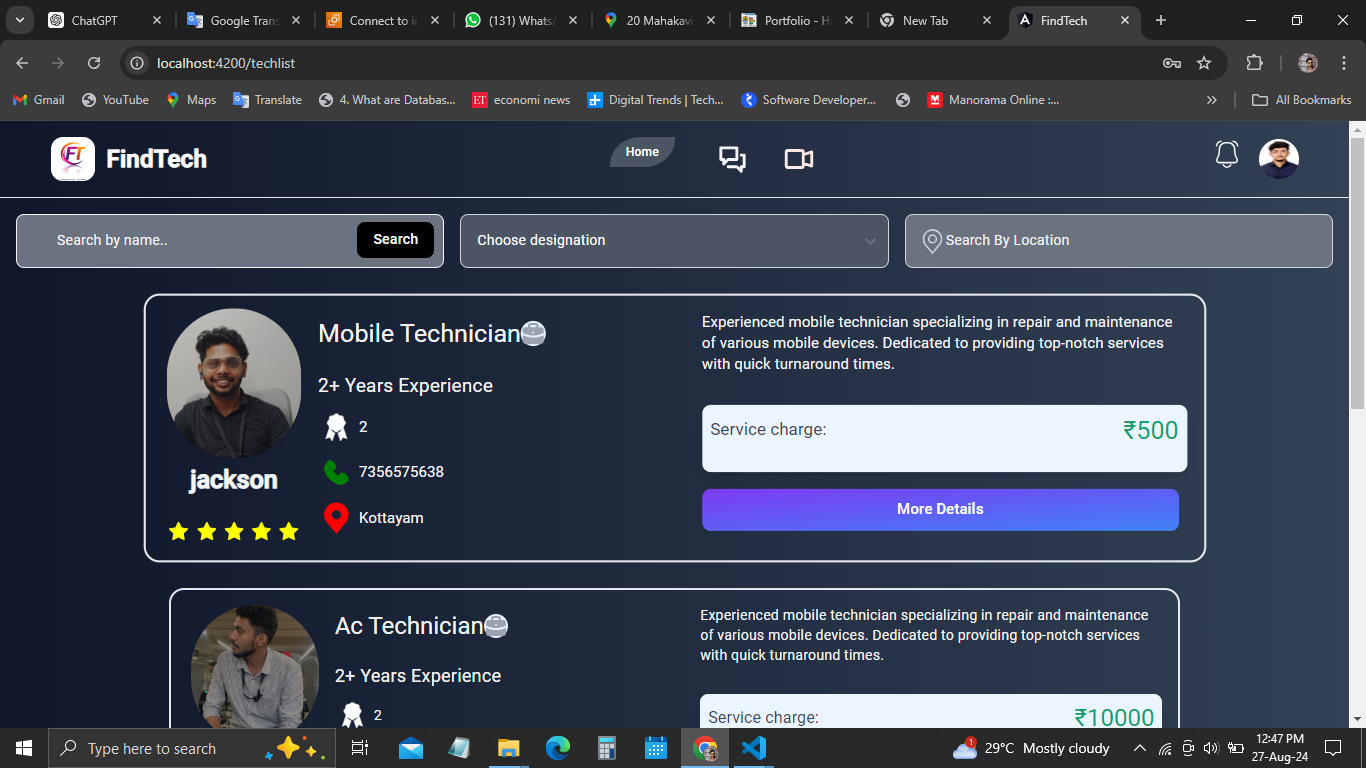 ChatGPT
Google Trans
Connect to in
(131) WhatsA
20 Mahakavi
Portfolio - Ha
New Tab
FindTech
localhost:4200/techlist
Gmail
YouTube
Maps
Translate
4. What are Databas...
ET economi news
Digital Trends | Tech...
Software Developer...
Manorama Online :...
All Bookmarks
FT FindTech
Home
Search by name..
Search
Choose designation
Search By Location
Mobile Technician
2+ Years Experience
2
7356575638
Kottayam
jackson
Experienced mobile technician specializing in repair and maintenance
of various mobile devices. Dedicated to providing top-notch services
with quick turnaround times.
Service charge: ₹500
More Details
Ac Technician
2+ Years Experience
2
Experienced mobile technician specializing in repair and maintenance
of various mobile devices. Dedicated to providing top-notch services
with quick turnaround times.
Service charge: ₹10000
Type here to search
1
29°C Mostly cloudy
12:47 PM
27-Aug-24